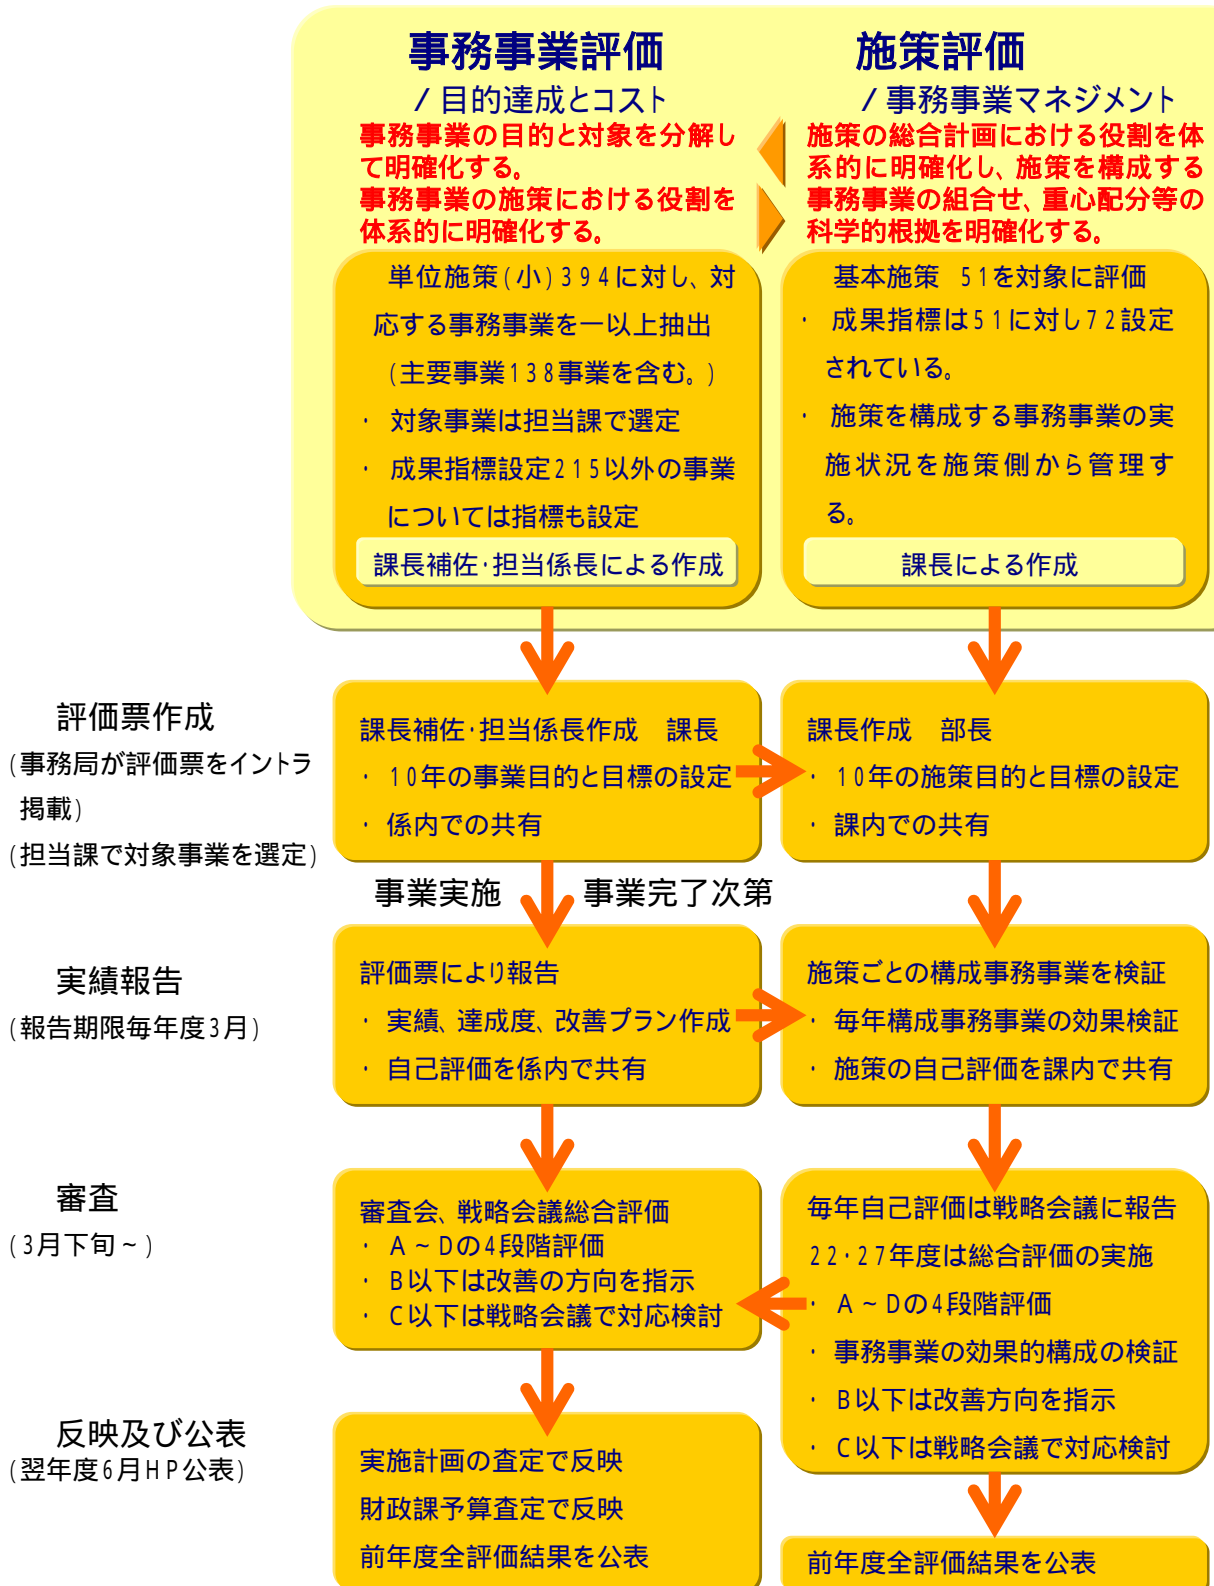 事務事業評価
/目的達成とコスト
事務事業の目的と対象を分解し
て明確化する。
事務事業の施策における役割を
体系的に明確化する。
施策評価
/事務事業マネジメント
施策の総合計画における役割を体
系的に明確化し、施策を構成する
事務事業の組合せ、重心配分等の
科学的根拠を明確化する。
単位施策(小)394に対し、対
応する事務事業を一以上抽出
(主要事業138事業を含む。)
・ 対象事業は担当課で選定
・ 成果指標設定215以外の事業
については指標も設定
課長補佐・担当係長による作成
基本施策 51を対象に評価
・ 成果指標は51に対し72設定
されている。
・ 施策を構成する事務事業の実
施状況を施策側から管理す
る。
課長による作成
評価票作成
(事務局が評価票をイントラ
掲載)
(担当課で対象事業を選定)
課長補佐・担当係長作成 課長
・ 10年の事業目的と目標の設定
・ 係内での共有
課長作成 部長
・ 10年の施策目的と目標の設定
・ 課内での共有
事業実施 事業完了次第
実績報告
(報告期限毎年度3月)
評価票により報告
・ 実績、達成度、改善プラン作成
・ 自己評価を係内で共有
施策ごとの構成事務事業を検証
・ 毎年構成事務事業の効果検証
・ 施策の自己評価を課内で共有
審査
(3月下旬~)
審査会、戦略会議総合評価
・ A~Dの4段階評価
・ B以下は改善の方向を指示
・ C以下は戦略会議で対応検討
毎年自己評価は戦略会議に報告
22・27年度は総合評価の実施
・ A~Dの4段階評価
・ 事務事業の効果的構成の検証
・ B以下は改善方向を指示
・ C以下は戦略会議で対応検討
反映及び公表
(翌年度6月HP公表)
実施計画の査定で反映
財政課予算査定で反映
前年度全評価結果を公表
前年度全評価結果を公表